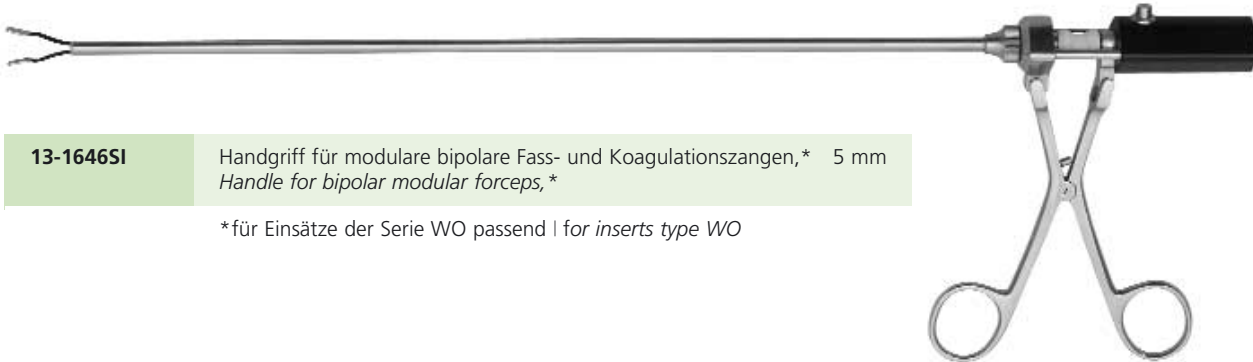 13-1646SI Handgriff für modulare bipolare Fass- und Koagulationszangen,* 5 mm
Handle for bipolar modular forceps,*
*für Einsätze der Serie WO passend | for inserts type WO